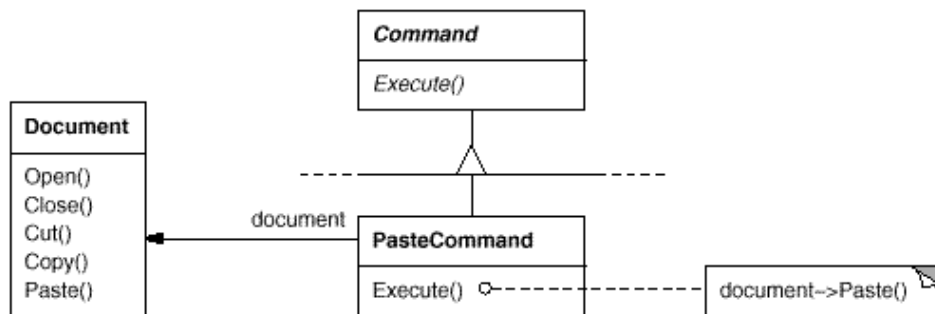 Command
Execute()
Document
Open()
Close()
Cut()
Copy()
Paste()
document
PasteCommand
Execute()
document->Paste()